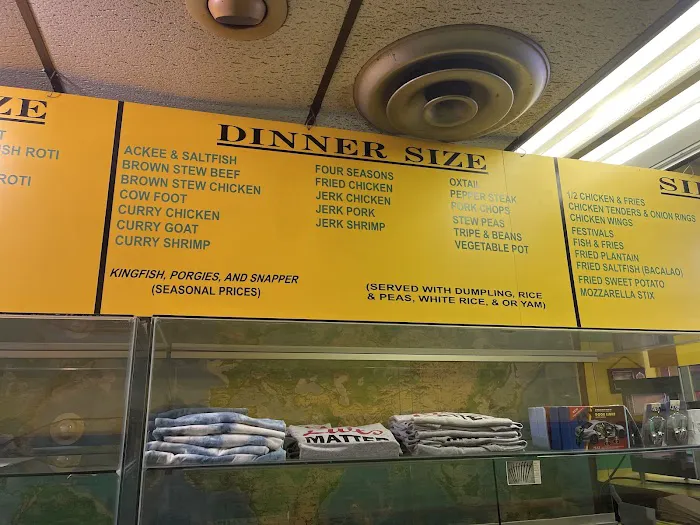 ZE
ISH ROTI
ROTI
DINNER SIZE
ACKEE & SALTFISH
BROWN STEW BEEF
BROWN STEW CHICKEN
COW FOOT
CURRY CHICKEN
CURRY GOAT
CURRY SHRIMP
FOUR SEASONS
FRIED CHICKEN
JERK CHICKEN
JERK PORK
JERK SHRIMP
OXTAIL
PEPPER STEAK
PORK CHOPS
STEW PEAS
TRIPE & BEANS
VEGETABLE POT
KINGFISH, PORGIES, AND SNAPPER
(SEASONAL PRICES)
(SERVED WITH DUMPLING, RICE
& PEAS, WHITE RICE, & OR YAM)
SI
1/2 CHICKEN & FRIES
CHICKEN TENDERS & ONION RINGS
CHICKEN WINGS
FESTIVALS
FISH & FRIES
FRIED PLANTAIN
FRIED SALTFISH (BACALAO)
FRIED SWEET POTATO
MOZZARELLA STIX
MATTER